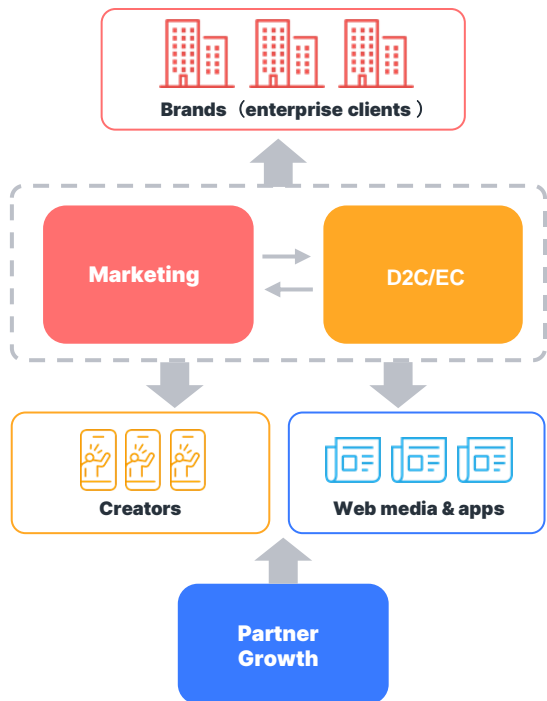 Brands（enterprise clients ）
Marketing
D2C/EC
Creators
Web media & apps
Partner
Growth